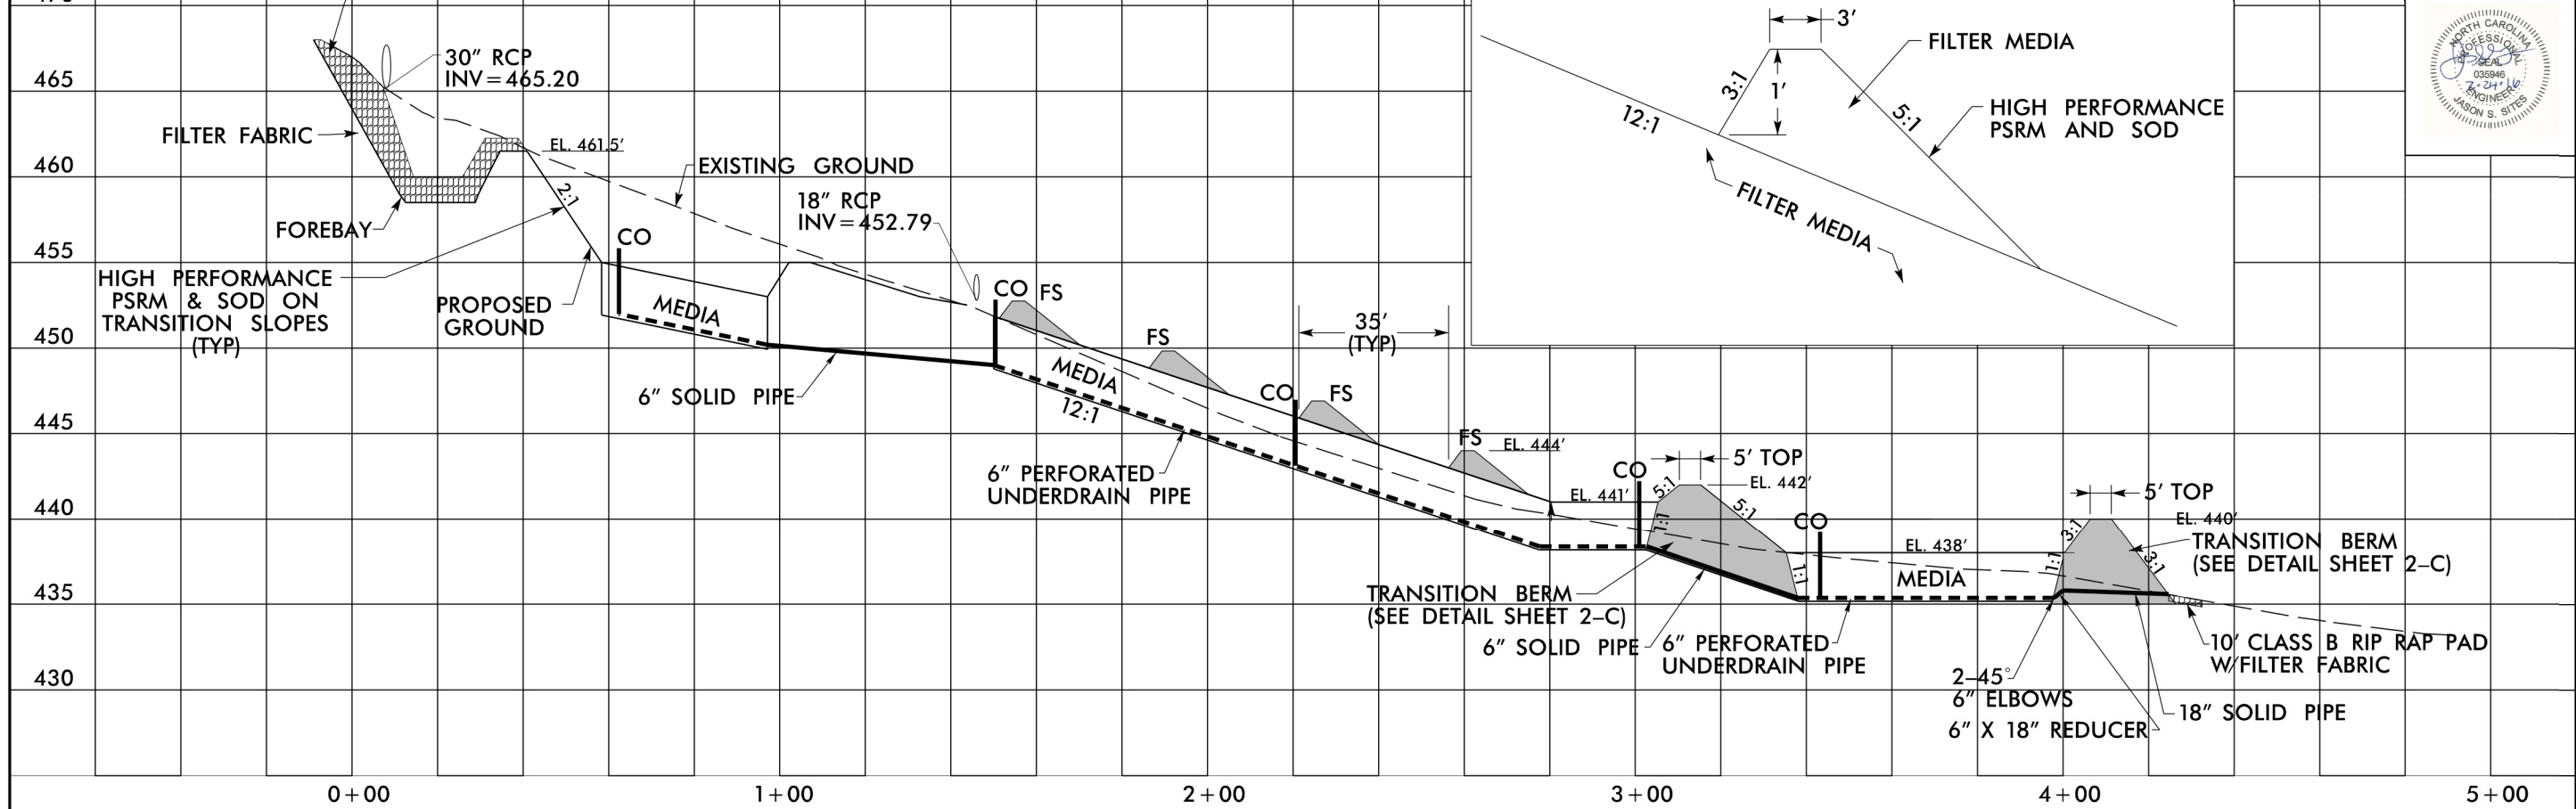 30″ RCP
INV=465.20
465
FILTER FABRIC
EL. 461.5′
460
EXISTING GROUND
2:1
18″ RCP
INV=452.79
FOREBAY
CO
455
HIGH PERFORMANCE
PSRM & SOD ON
TRANSITION SLOPES
(TYP)
PROPOSED
GROUND
MEDIA
CO FS
450
FS
35′
(TYP)
MEDIA
6″ SOLID PIPE
12:1
CO FS
445
6″ PERFORATED
UNDERDRAIN PIPE
FS
EL. 444′
CO
5′ TOP
EL. 442′
EL. 441′
5:1
5:1
1:1
1:1
440
CO
5′ TOP
EL. 440′
3:1
1:1
3:1
EL. 438′
MEDIA
TRANSITION BERM
(SEE DETAIL SHEET 2–C)
435
TRANSITION BERM
(SEE DETAIL SHEET 2–C)
6″ SOLID PIPE
6″ PERFORATED
UNDERDRAIN PIPE
10′ CLASS B RIP RAP PAD
W/FILTER FABRIC
430
2–45°
6″ ELBOWS
6″ X 18″ REDUCER
18″ SOLID PIPE
0+00
1+00
2+00
3+00
4+00
5+00
3′
FILTER MEDIA
3:1
1′
12:1
5:1
HIGH PERFORMANCE
PSRM AND SOD
FILTER MEDIA
NORTH CAROLINA
PROFESSIONAL
SEAL
035946
2-24-16
ENGINEER
JASON S. SITES